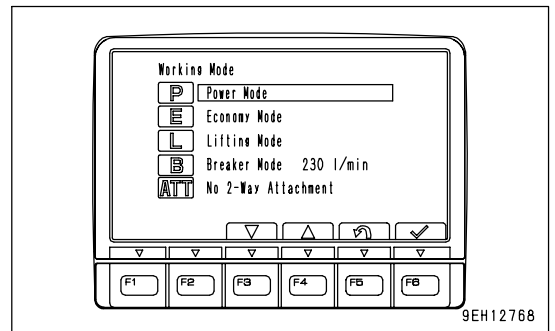 Working Mode
P Power Mode
E Economy Mode
L Lifting Mode
B Breaker Mode 230 l/min
ATT No 2-Way Attachment
F1 F2 F3 F4 F5 F6
9EH12768